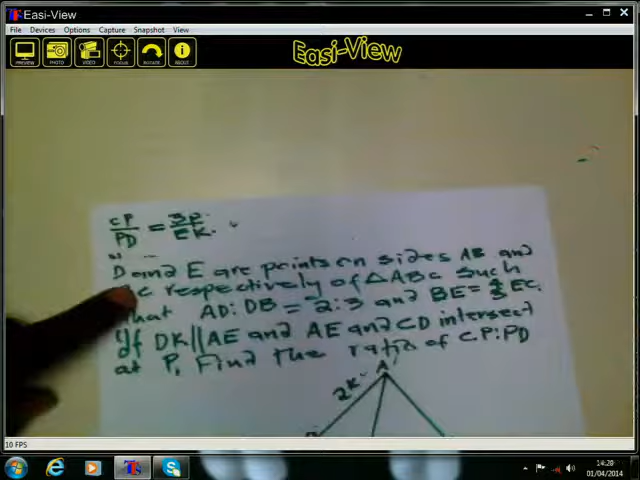 Easi-View
File Devices Options Capture Snapshot View
PREVIEW PHOTO VIDEO FOCUS ROTATE ABOUT
Easi-View
CP/PD = 3P/EK.
D and E are points on sides AB and
respectively of △ABC such
that AD:DB = 2:3 and BE = EC.
If DK∥AE and AE and CD intersect
at P, Find the ratio of CP:PD
A
2K
10 FPS
14:28
01/04/2014